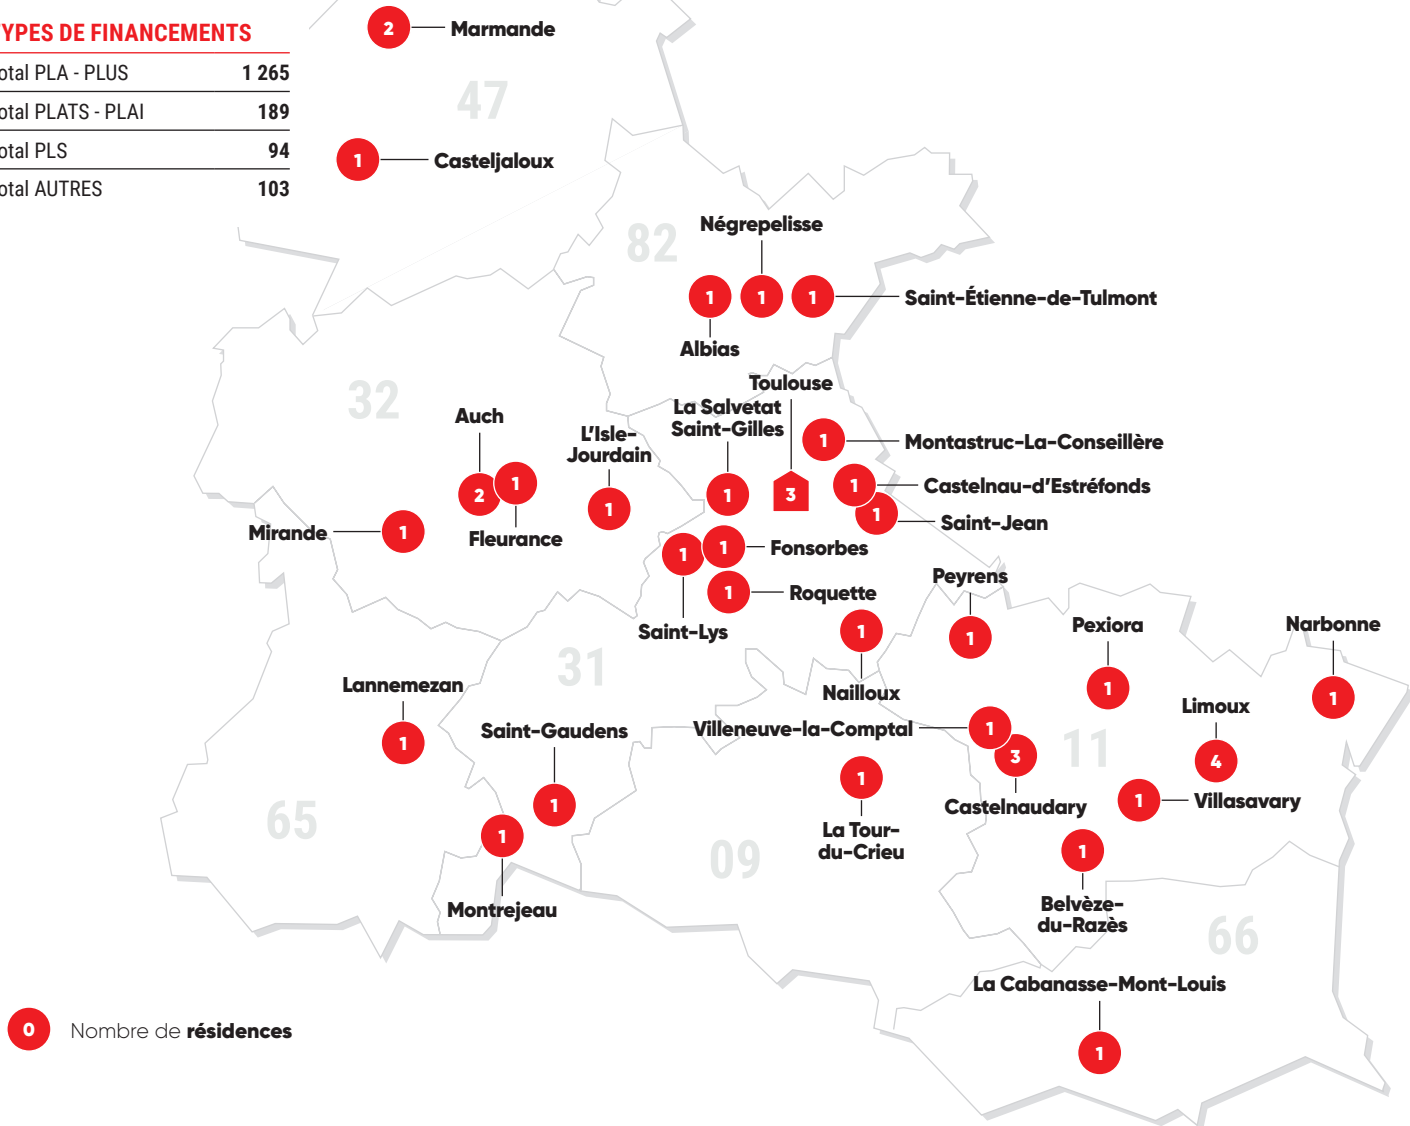 YPES DE FINANCEMENTS
otal PLA - PLUS 1 265
otal PLATS - PLAI 189
otal PLS 94
otal AUTRES 103
2 Marmande
47
1 Casteljaloux
82
Négrepelisse
1 1 1 Saint-Étienne-de-Tulmont
Albias
32
Toulouse
3
La Salvetat
Saint-Gilles
1
1 Montastruc-La-Conseillère
Auch
2
1
Fleurance
L'Isle-
Jourdain
1
1 Castelnau-d'Estréfonds
1 Saint-Jean
Mirande 1
1 Fonsorbes
1
Saint-Lys
1 Roquette
Peyrens
1
Pexiora
1
Narbonne
1
1
Nailloux
31
Lannemezan
1
Saint-Gaudens
1
Villeneuve-la-Comptal 1
3
Castelnaudary
11
Limoux
4
1 Villasavary
65
1
Montrejeau
1
La Tour-
du-Crieu
09
1
Belvèze-
du-Razès
66
La Cabanasse-Mont-Louis
1
0 Nombre de résidences